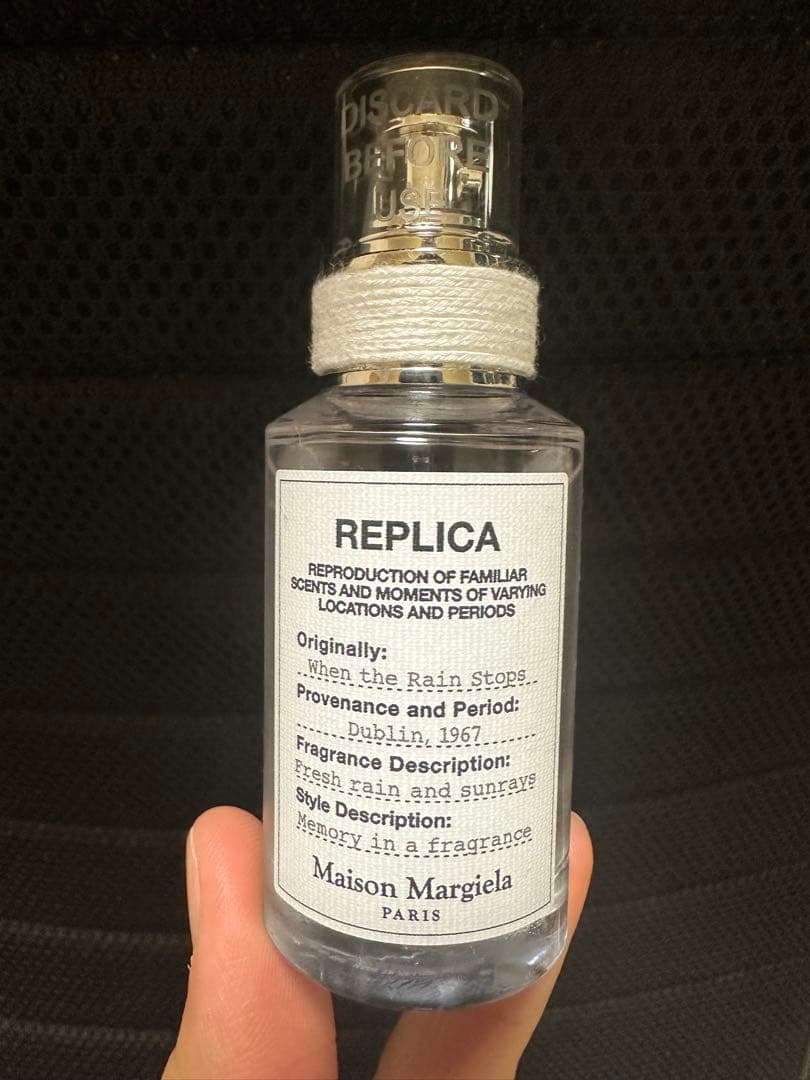 DISCARD
BEFORE
USE
REPLICA
REPRODUCTION OF FAMILIAR
SCENTS AND MOMENTS OF VARYING
LOCATIONS AND PERIODS
Originally:
When the Rain Stops
Provenance and Period:
Dublin, 1967
Fragrance Description:
Fresh rain and sunrays
Style Description:
Memory in a fragrance
Maison Margiela
PARIS